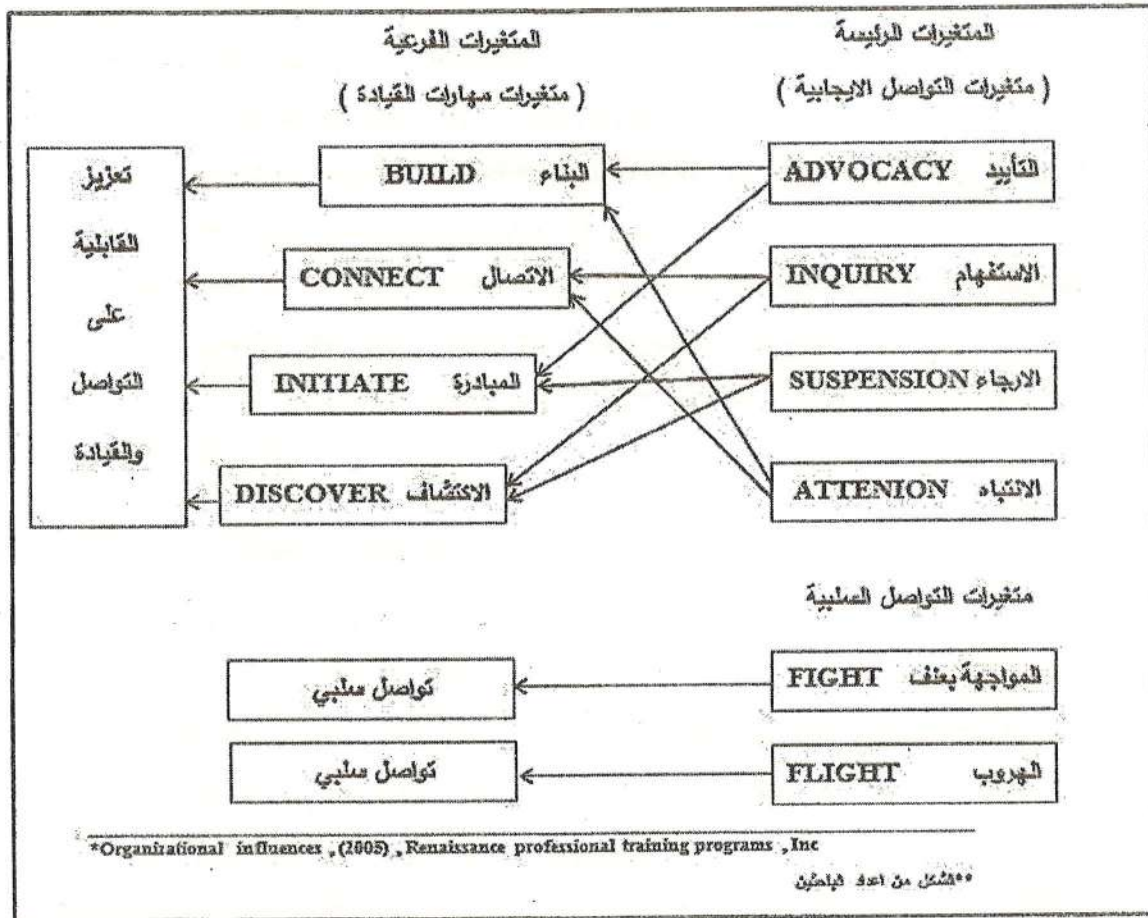 المتغيرات الرئيسة
( متغيرات التواصل الايجابية )
المتغيرات الفرعية
( متغيرات مهارات القيادة )
التأييد ADVOCACY
البناء BUILD
الاستفهام INQUIRY
الاتصال CONNECT
الارجاء SUSPENSION
المبادرة INITIATE
الانتباه ATTENION
الاكتشاف DISCOVER
تعزيز
القابلية
على
التواصل
والقيادة
متغيرات التواصل السلبية
المواجهة بعنف FIGHT
تواصل سلبي
الهروب FLIGHT
تواصل سلبي
*Organizational influences ,(2005) ,Renaissance professional training programs ,Inc
**الشكل من اعداد الباحثين